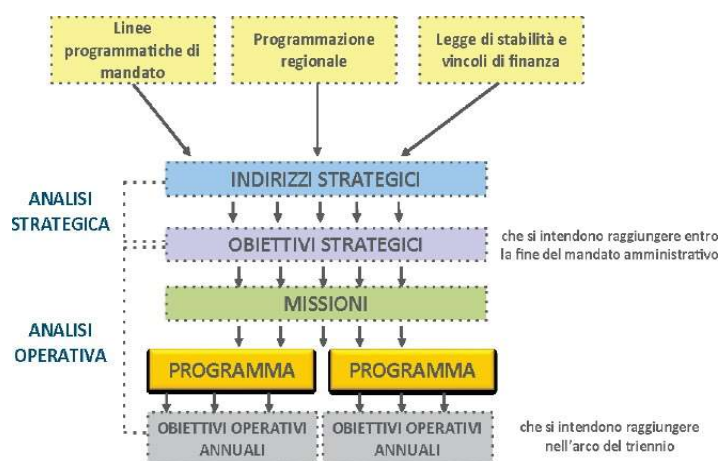 Linee
programmatiche di
mandato
Programmazione
regionale
Legge di stabilità e
vincoli di finanza
INDIRIZZI STRATEGICI
ANALISI
STRATEGICA
OBIETTIVI STRATEGICI
che si intendono raggiungere entro
la fine del mandato amministrativo
MISSIONI
ANALISI
OPERATIVA
PROGRAMMA
PROGRAMMA
OBIETTIVI OPERATIVI
ANNUALI
OBIETTIVI OPERATIVI
ANNUALI
che si intendono raggiungere
nell'arco del triennio